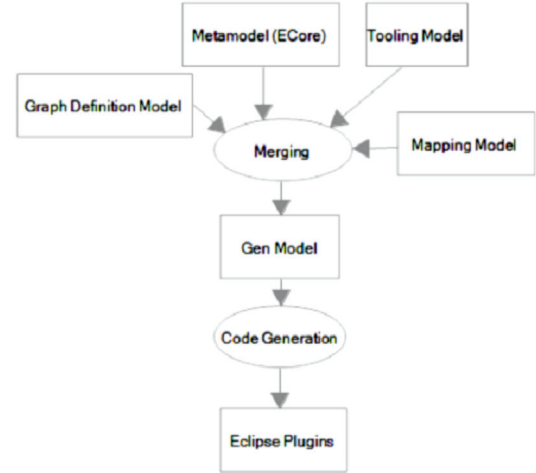 Metamodel (ECore)
Tooling Model
Graph Definition Model
Merging
Mapping Model
Gen Model
Code Generation
Eclipse Plugins